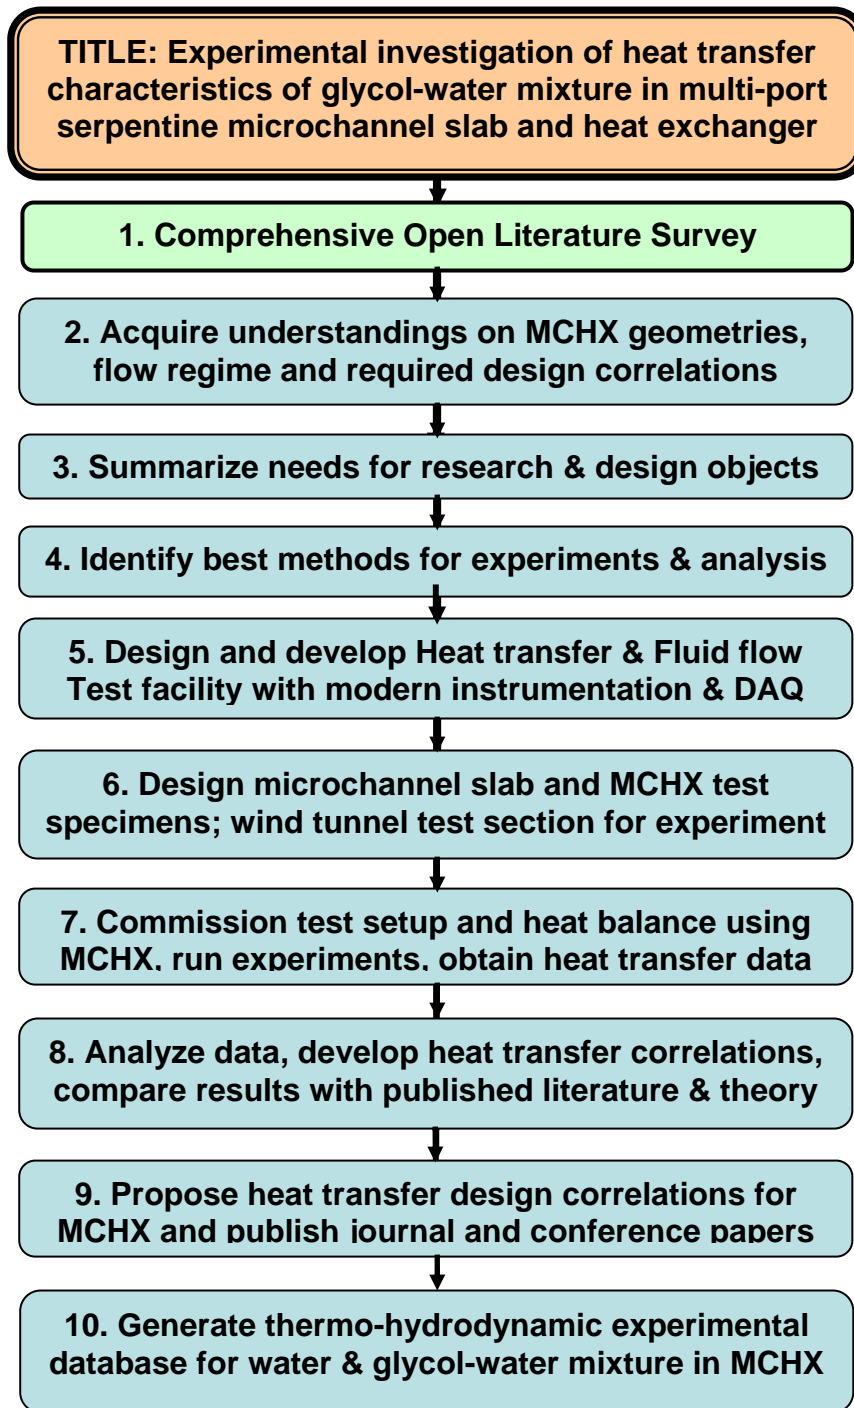 TITLE: Experimental investigation of heat transfer
characteristics of glycol-water mixture in multi-port
serpentine microchannel slab and heat exchanger
1. Comprehensive Open Literature Survey
2. Acquire understandings on MCHX geometries,
flow regime and required design correlations
3. Summarize needs for research & design objects
4. Identify best methods for experiments & analysis
5. Design and develop Heat transfer & Fluid flow
Test facility with modern instrumentation & DAQ
6. Design microchannel slab and MCHX test
specimens; wind tunnel test section for experiment
7. Commission test setup and heat balance using
MCHX, run experiments, obtain heat transfer data
8. Analyze data, develop heat transfer correlations,
compare results with published literature & theory
9. Propose heat transfer design correlations for
MCHX and publish journal and conference papers
10. Generate thermo-hydrodynamic experimental
database for water & glycol-water mixture in MCHX